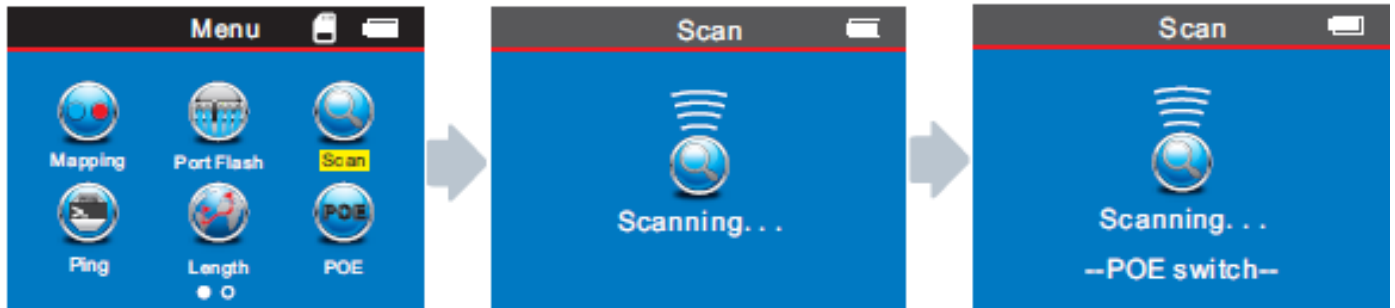 Menu
Mapping Port Flash Scan
>_
Ping Length POE
POE
Scan
Scanning. . .
Scan
Scanning. . .
--POE switch--